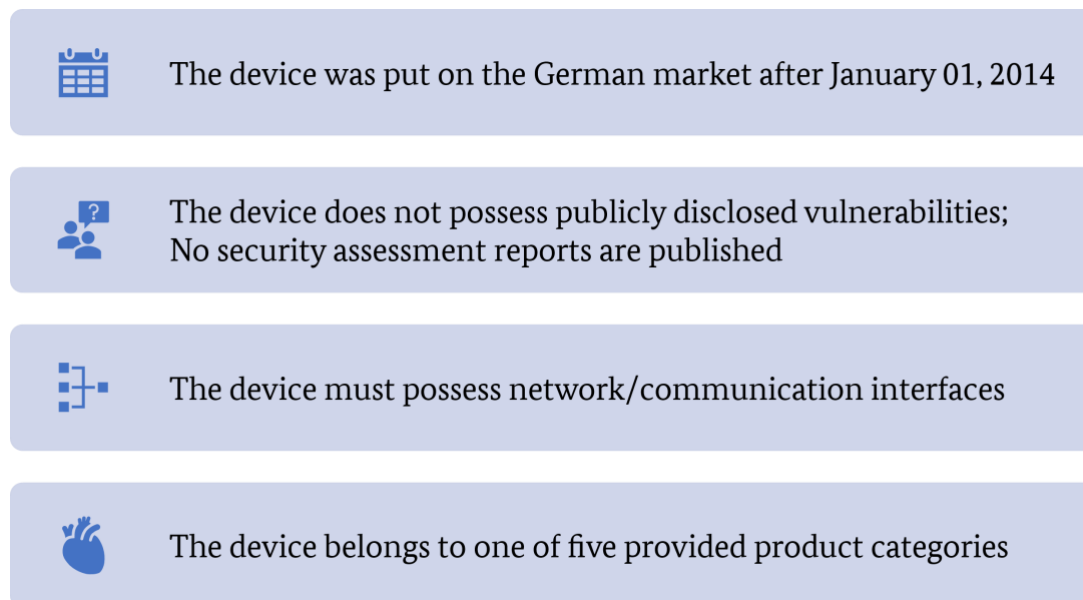 The device was put on the German market after January 01, 2014
?
The device does not possess publicly disclosed vulnerabilities;
No security assessment reports are published
The device must possess network/communication interfaces
The device belongs to one of five provided product categories